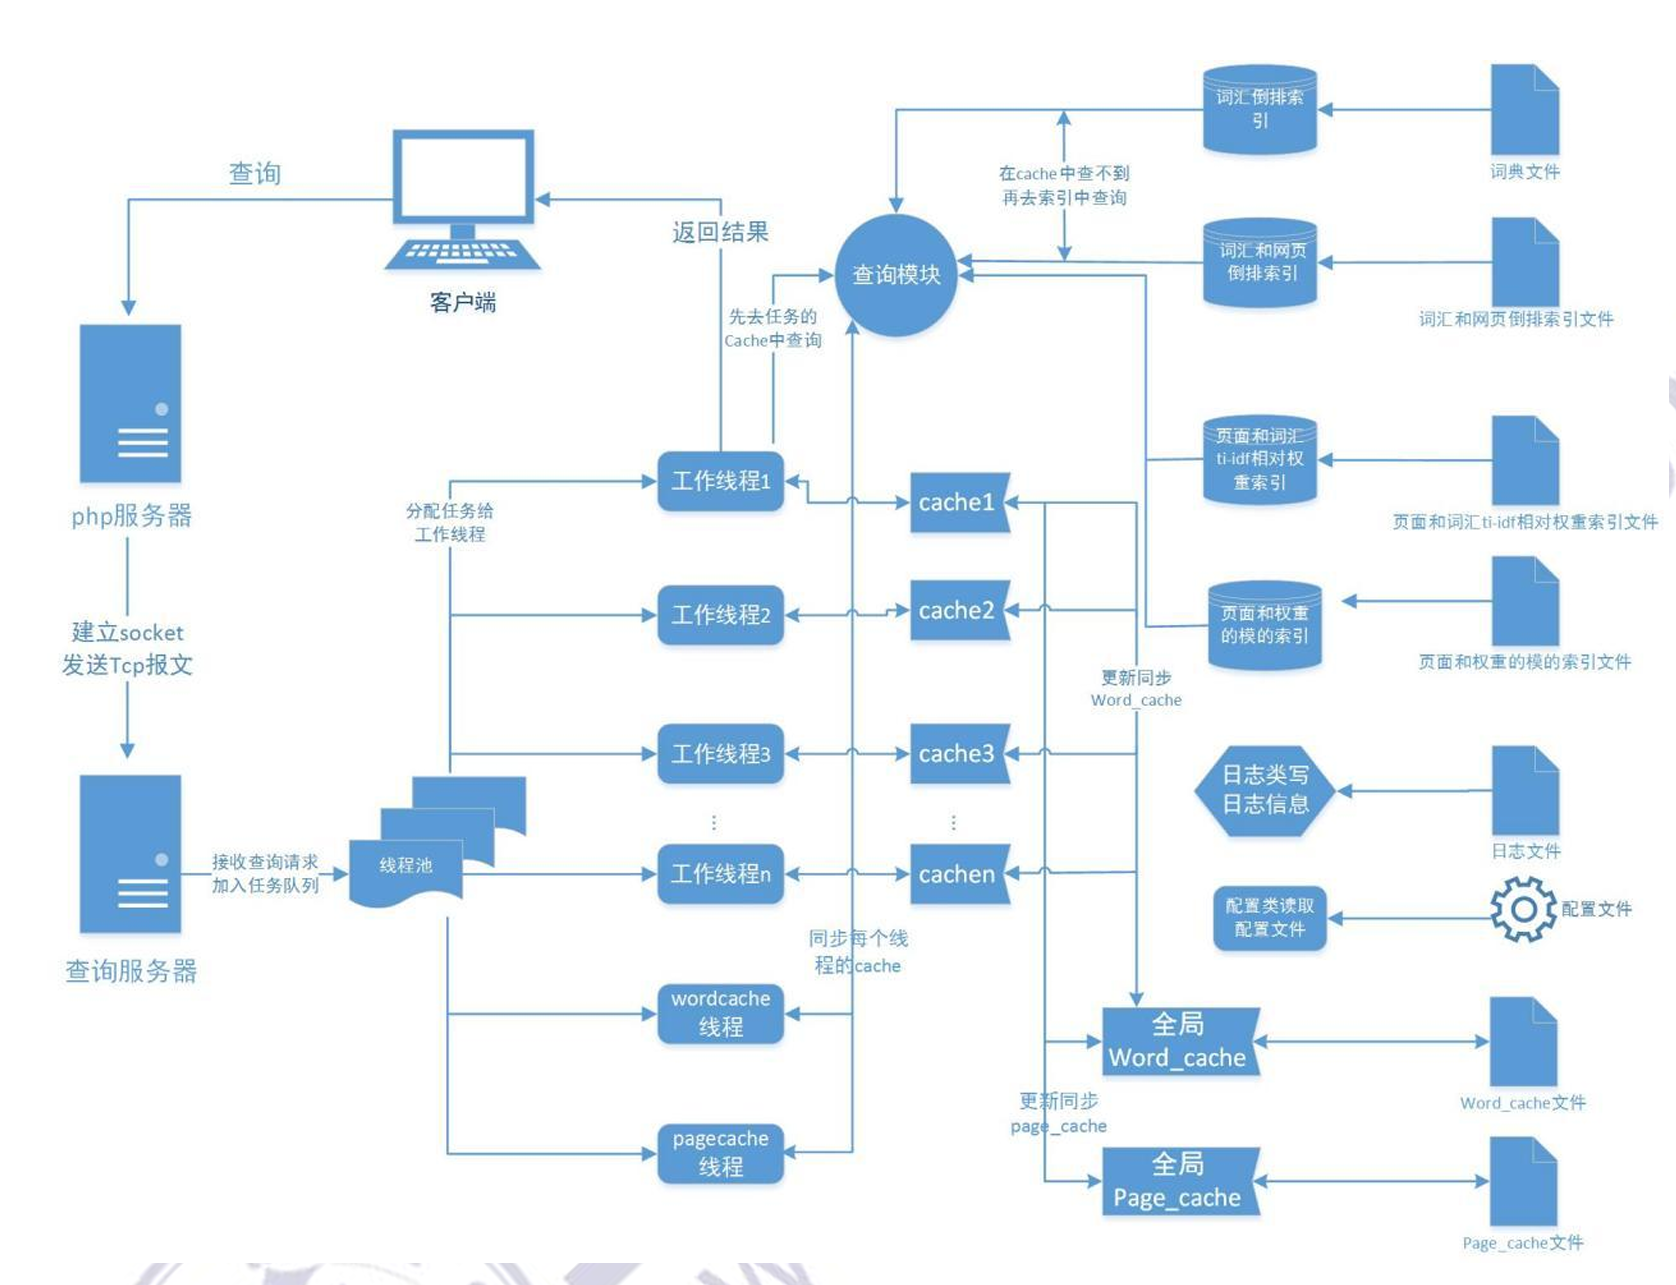 查询
客户端
php服务器
建立socket
发送Tcp报文
查询服务器
接收查询请求
加入任务队列
线程池
分配任务给
工作线程
返回结果
先去任务的
Cache中查询
查询模块
在cache中查不到
再去索引中查询
词汇倒排索
引
词典文件
词汇和网页
倒排索引
词汇和网页倒排索引文件
页面和词汇
ti-idf相对权
重索引
页面和词汇ti-idf相对权重索引文件
页面和权重
的模的索引
页面和权重的模的索引文件
工作线程1
cache1
工作线程2
cache2
工作线程3
cache3
...
...
工作线程n
cachen
更新同步
Word_cache
日志类写
日志信息
日志文件
配置类读取
配置文件
配置文件
同步每个线
程的cache
wordcache
线程
pagecache
线程
全局
Word_cache
Word_cache文件
更新同步
page_cache
全局
Page_cache
Page_cache文件